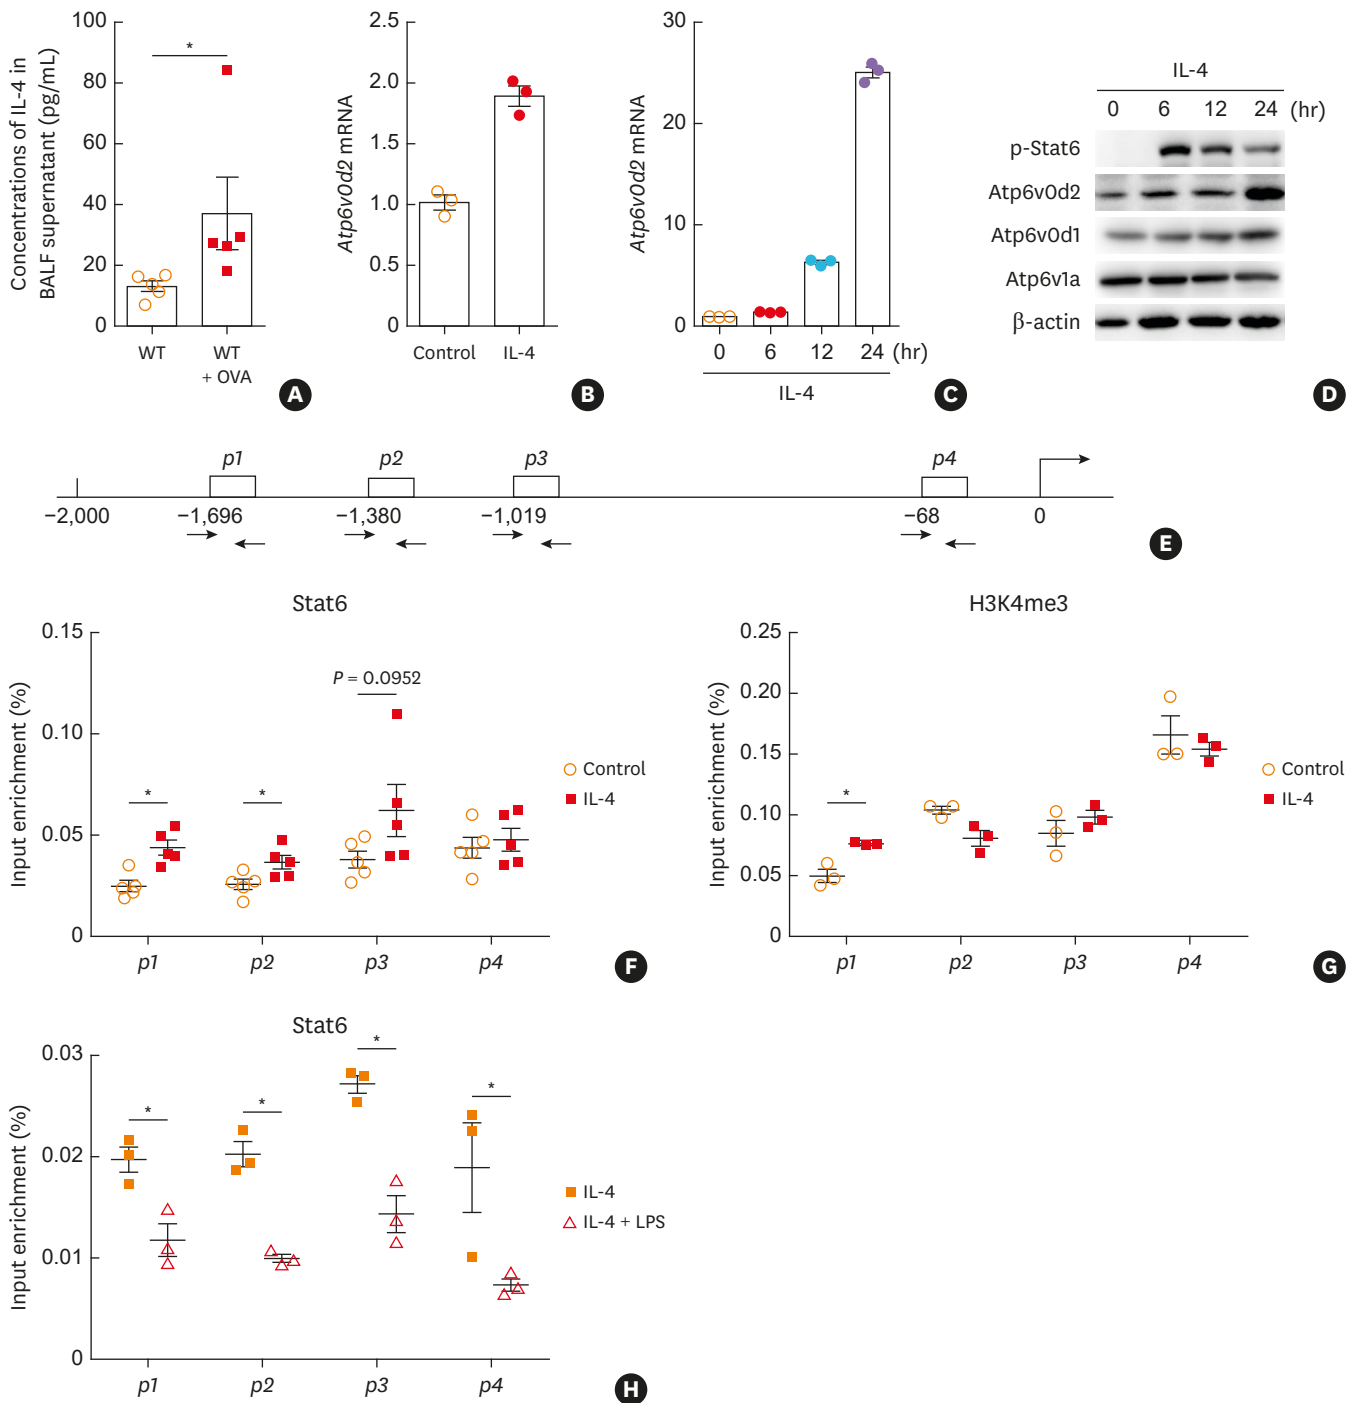 Concentrations of IL-4 in
BALF supernatant (pg/mL)
100
80
60
40
20
0
*
WT
WT
+ OVA
A
Atp6v0d2 mRNA
2.5
2.0
1.5
1.0
0.5
0
Control
IL-4
B
Atp6v0d2 mRNA
30
20
10
0
0
6
12
24
(hr)
IL-4
C
IL-4
0
6
12
24
(hr)
p-Stat6
Atp6v0d2
Atp6v0d1
Atp6v1a
β-actin
D
p1
p2
p3
p4
−2,000
−1,696
−1,380
−1,019
−68
0
E
Stat6
Input enrichment (%)
0.15
0.10
0.05
0
*
*
P = 0.0952
Control
IL-4
p1
p2
p3
p4
F
H3K4me3
Input enrichment (%)
0.25
0.20
0.15
0.10
0.05
0
*
Control
IL-4
p1
p2
p3
p4
G
Stat6
Input enrichment (%)
0.03
0.02
0.01
0
*
*
*
*
IL-4
IL-4 + LPS
p1
p2
p3
p4
H